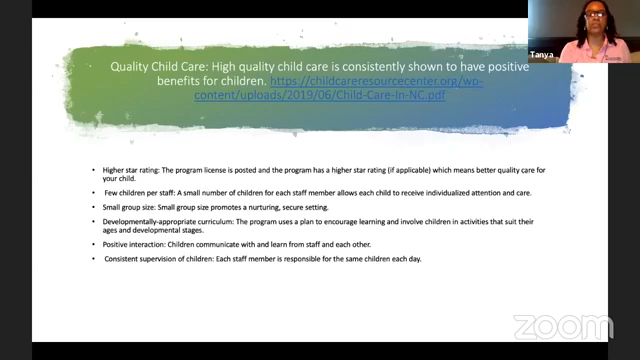 Tanya
Quality Child Care: High quality child care is consistently shown to have positive
benefits for children. https://childcareresourcecenter.org/wp-
content/uploads/2019/06/Child-Care-In-NC.pdf
• Higher star rating: The program license is posted and the program has a higher star rating (if applicable) which means better quality care for
your child.
• Few children per staff: A small number of children for each staff member allows each child to receive individualized attention and care.
• Small group size: Small group size promotes a nurturing, secure setting.
• Developmentally-appropriate curriculum: The program uses a plan to encourage learning and involve children in activities that suit their
ages and developmental stages.
• Positive interaction: Children communicate with and learn from staff and each other.
• Consistent supervision of children: Each staff member is responsible for the same children each day.
zoom